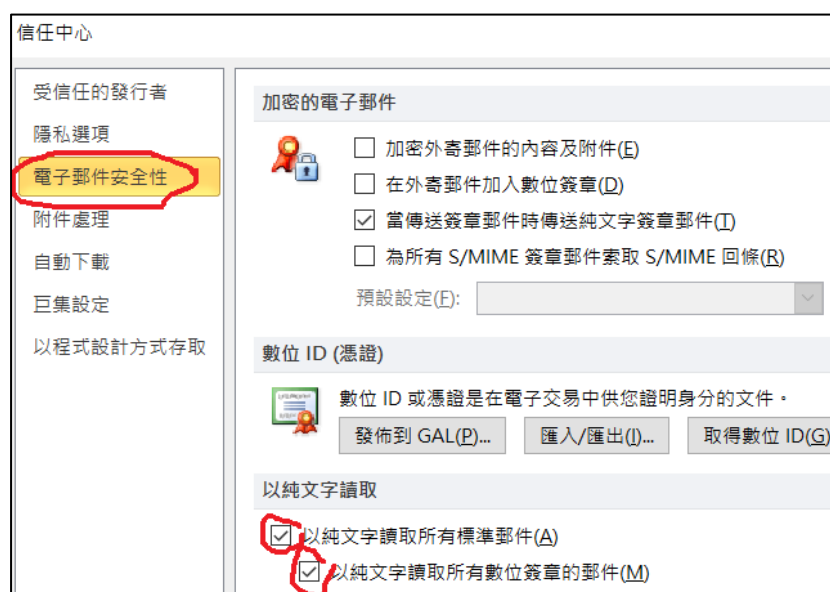 信任中心
受信任的發行者
隱私選項
電子郵件安全性
附件處理
自動下載
巨集設定
以程式設計方式存取
加密的電子郵件
加密外寄郵件的內容及附件(E)
在外寄郵件加入數位簽章(D)
當傳送簽章郵件時傳送純文字簽章郵件(T)
為所有 S/MIME 簽章郵件索取 S/MIME 回條(R)
預設設定(F):
數位 ID (憑證)
數位 ID 或憑證是在電子交易中供您證明身分的文件。
發佈到 GAL(P)... 匯入/匯出(I)... 取得數位 ID(G)
以純文字讀取
以純文字讀取所有標準郵件(A)
以純文字讀取所有數位簽章的郵件(M)